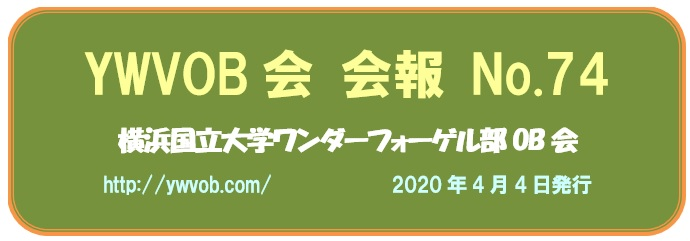 YWVOB会 会報 No.74
横浜国立大学ワンダーフォーゲル部OB会
http://ywvob.com/ 2020年4月4日発行